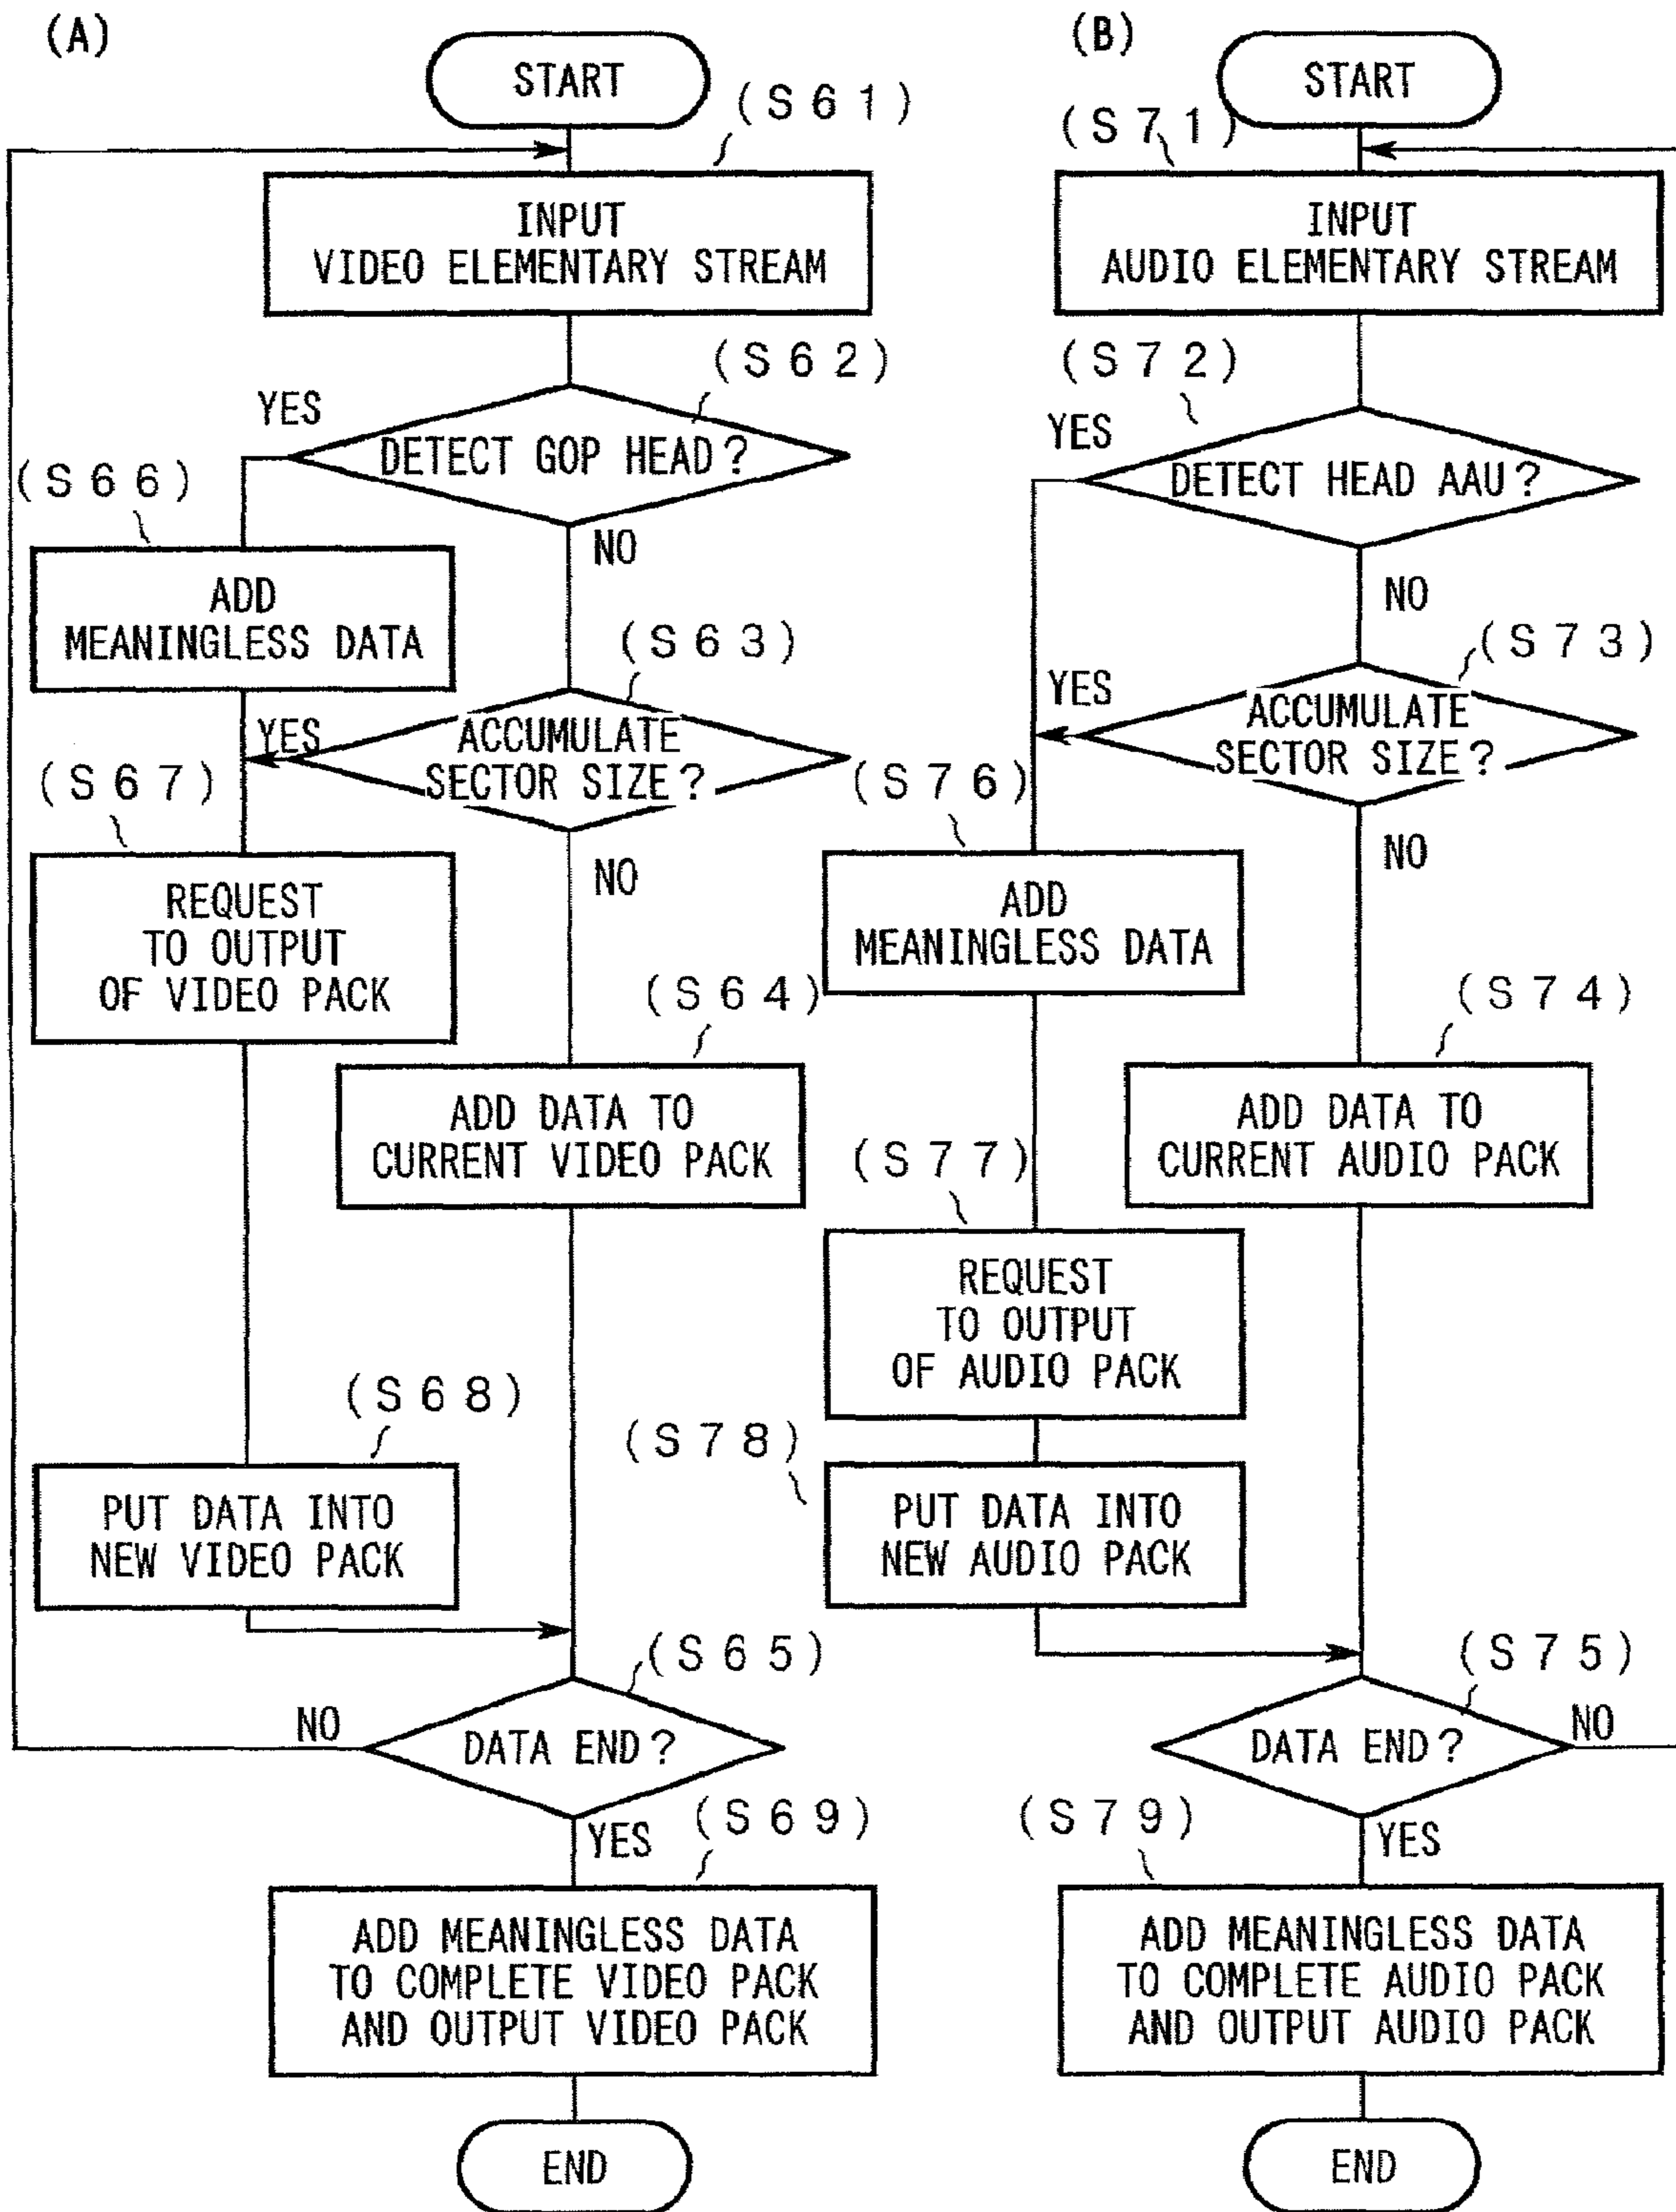 (A)
START
(S61)
INPUT
VIDEO ELEMENTARY STREAM
(S62)
YES
DETECT GOP HEAD?
(S66)
NO
ADD
MEANINGLESS DATA
(S63)
YES
ACCUMULATE
SECTOR SIZE?
(S67)
NO
REQUEST
TO OUTPUT
OF VIDEO PACK
(S64)
ADD DATA TO
CURRENT VIDEO PACK
(S68)
PUT DATA INTO
NEW VIDEO PACK
(S65)
NO
DATA END?
YES
(S69)
ADD MEANINGLESS DATA
TO COMPLETE VIDEO PACK
AND OUTPUT VIDEO PACK
END
(B)
START
(S71)
INPUT
AUDIO ELEMENTARY STREAM
(S72)
YES
DETECT HEAD AAU?
NO
(S73)
YES
ACCUMULATE
SECTOR SIZE?
(S76)
NO
ADD
MEANINGLESS DATA
(S74)
ADD DATA TO
CURRENT AUDIO PACK
(S77)
REQUEST
TO OUTPUT
OF AUDIO PACK
(S78)
PUT DATA INTO
NEW AUDIO PACK
(S75)
NO
DATA END?
(S79)
YES
ADD MEANINGLESS DATA
TO COMPLETE AUDIO PACK
AND OUTPUT AUDIO PACK
END